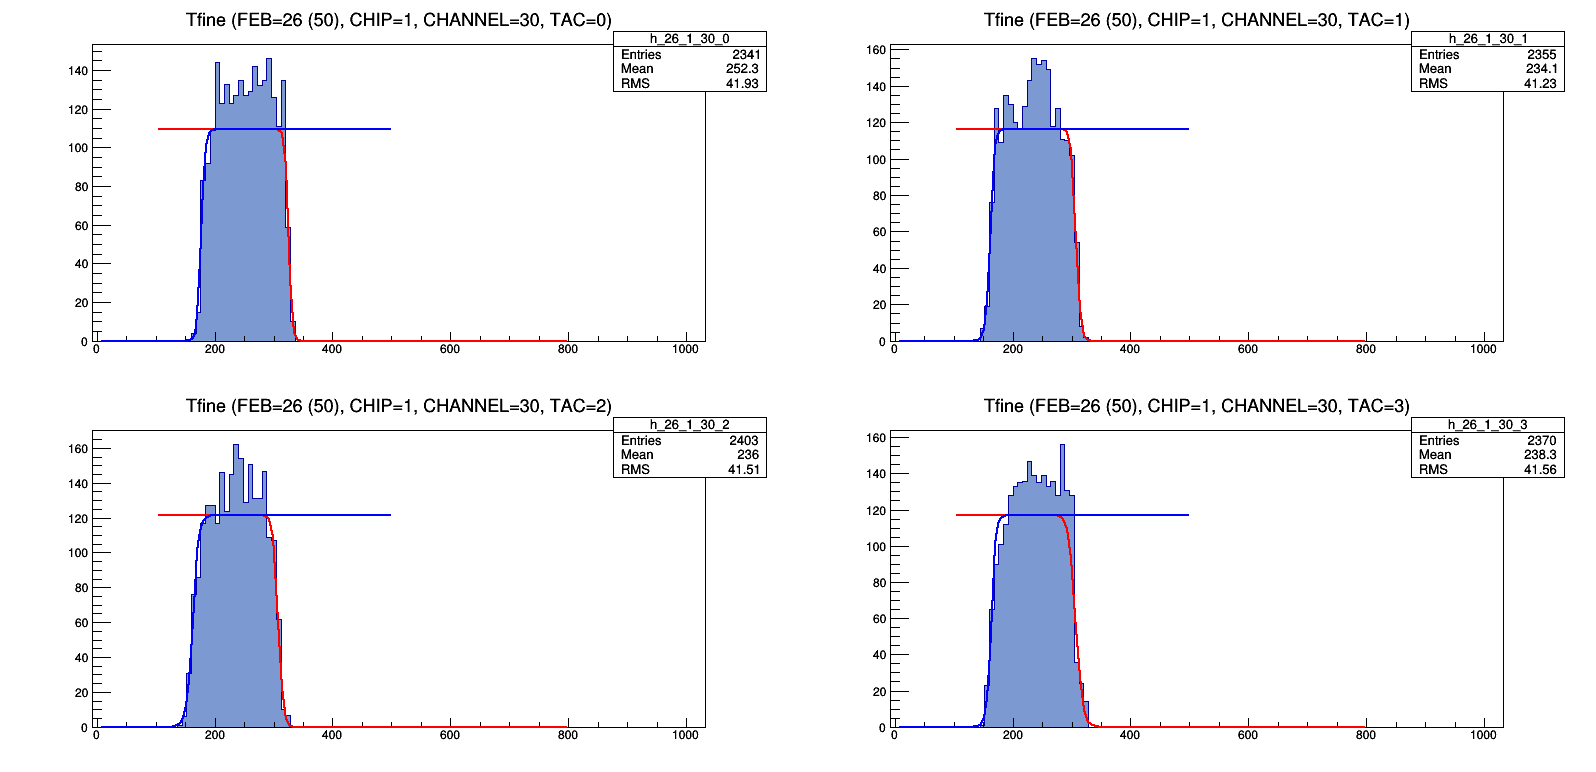 Tfine (FEB=26 (50), CHIP=1, CHANNEL=30, TAC=0)
h_26_1_30_0
Entries 2341
Mean 252.3
RMS 41.93
140
120
100
80
60
40
20
0
0 200 400 600 800 1000
Tfine (FEB=26 (50), CHIP=1, CHANNEL=30, TAC=1)
h_26_1_30_1
Entries 2355
Mean 234.1
RMS 41.23
160
140
120
100
80
60
40
20
0
0 200 400 600 800 1000
Tfine (FEB=26 (50), CHIP=1, CHANNEL=30, TAC=2)
h_26_1_30_2
Entries 2403
Mean 236
RMS 41.51
160
140
120
100
80
60
40
20
0
0 200 400 600 800 1000
Tfine (FEB=26 (50), CHIP=1, CHANNEL=30, TAC=3)
h_26_1_30_3
Entries 2370
Mean 238.3
RMS 41.56
160
140
120
100
80
60
40
20
0
0 200 400 600 800 1000